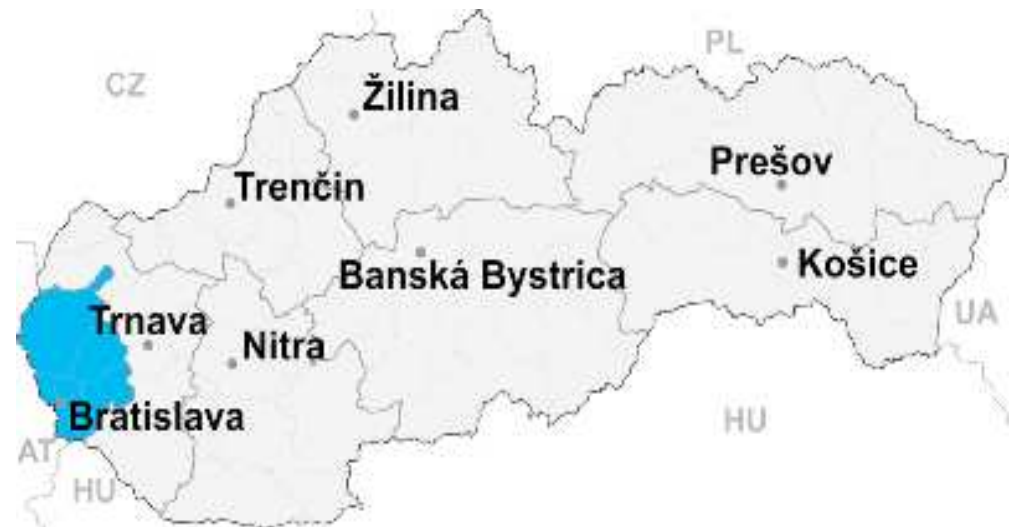 PL
CZ
Žilina
Prešov
Trenčin
Košice
Banská Bystrica
UA
Trnava
Nitra
Bratislava
HU
AT
HU